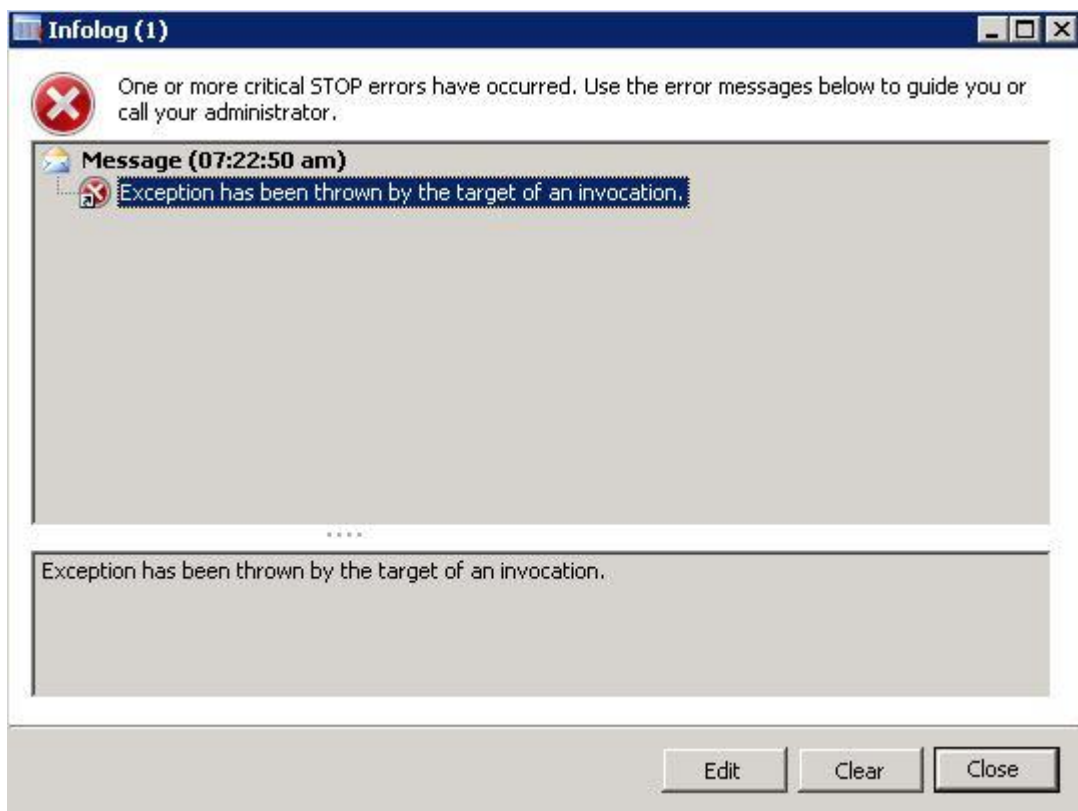 Infolog (1)
One or more critical STOP errors have occurred. Use the error messages below to guide you or
call your administrator.
Message (07:22:50 am)
Exception has been thrown by the target of an invocation.
Exception has been thrown by the target of an invocation.
Edit
Clear
Close